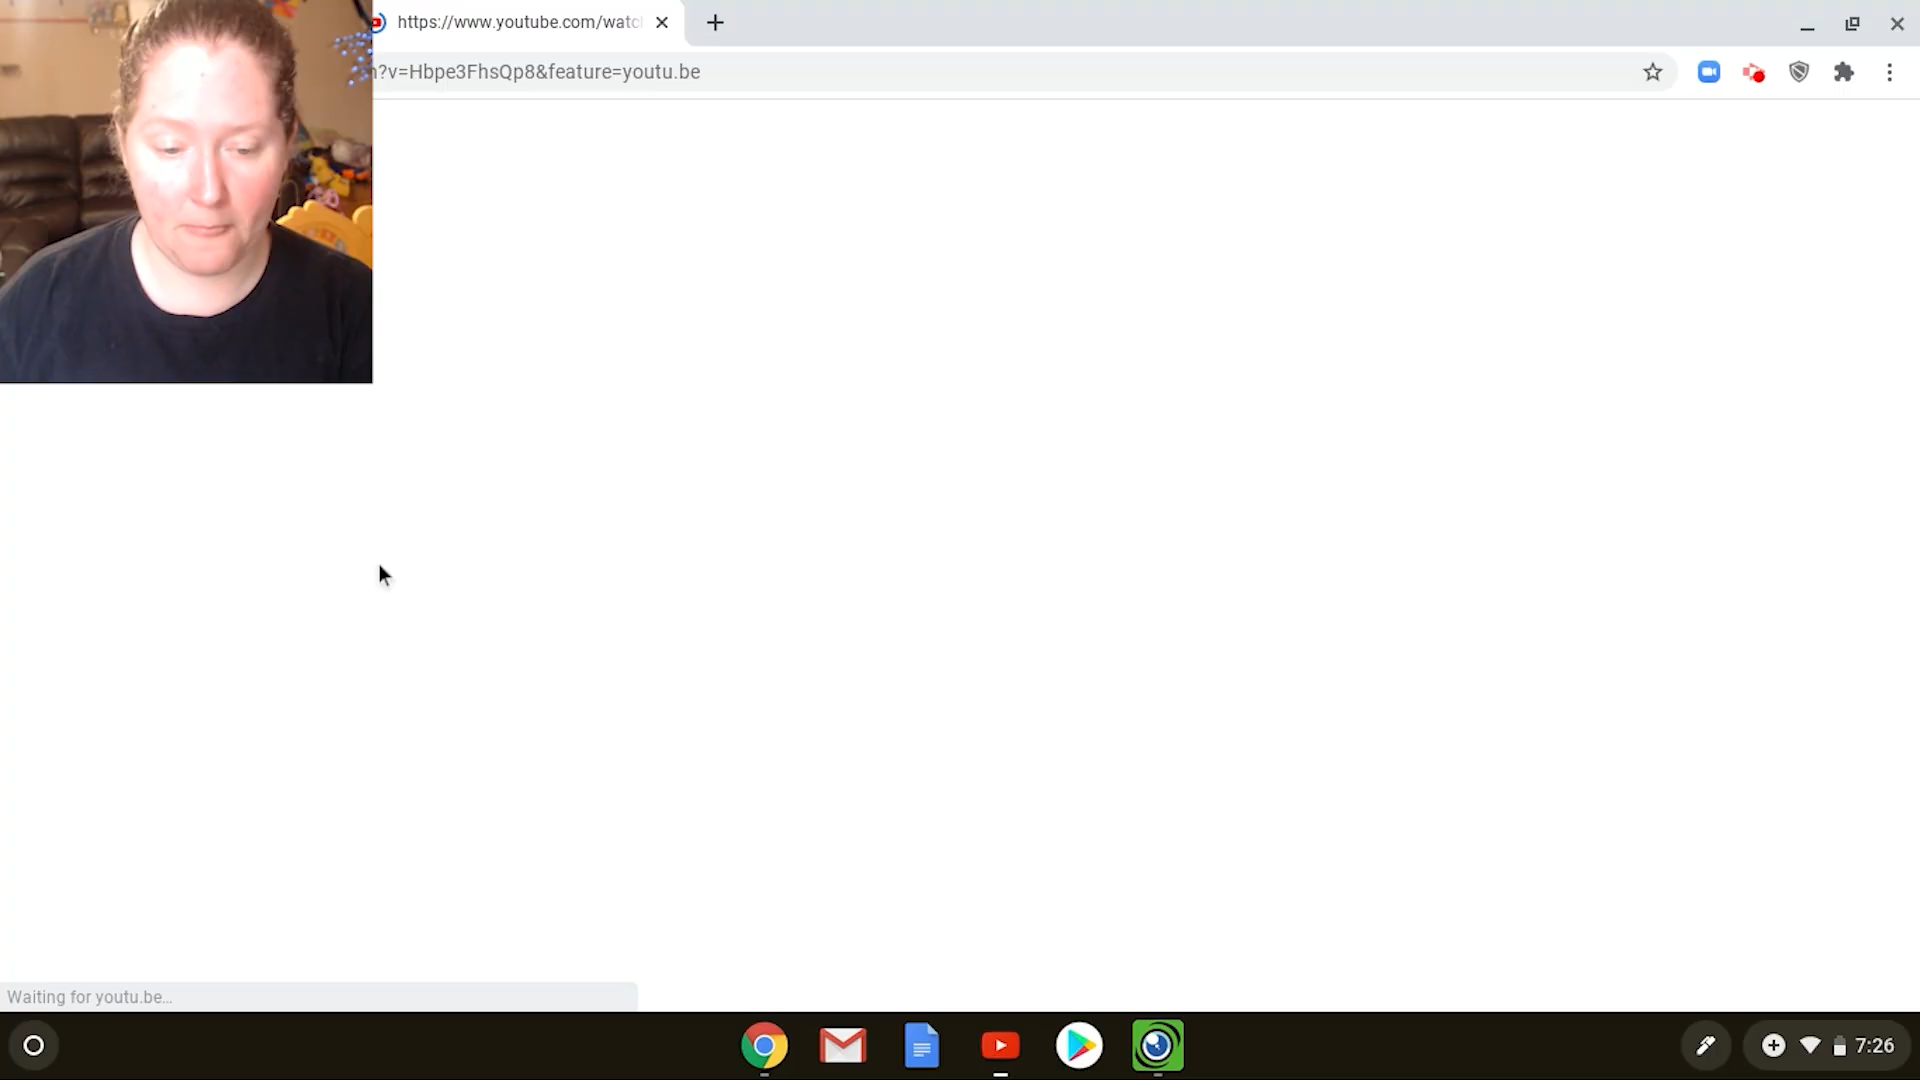 https://www.youtube.com/watc
?v=Hbpe3FhsQp8&feature=youtu.be
Waiting for youtu.be...
7:26